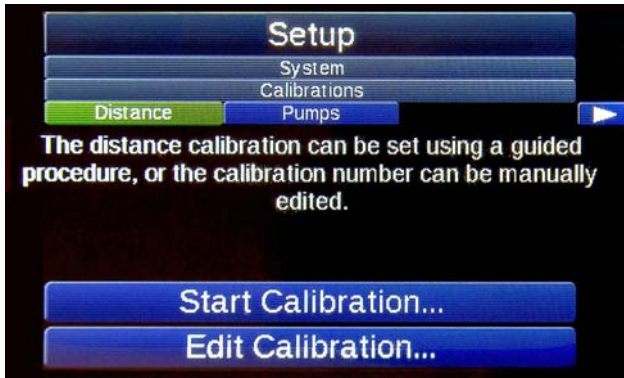 Setup
System
Calibrations
Distance Pumps
The distance calibration can be set using a guided
procedure, or the calibration number can be manually
edited.
Start Calibration...
Edit Calibration...